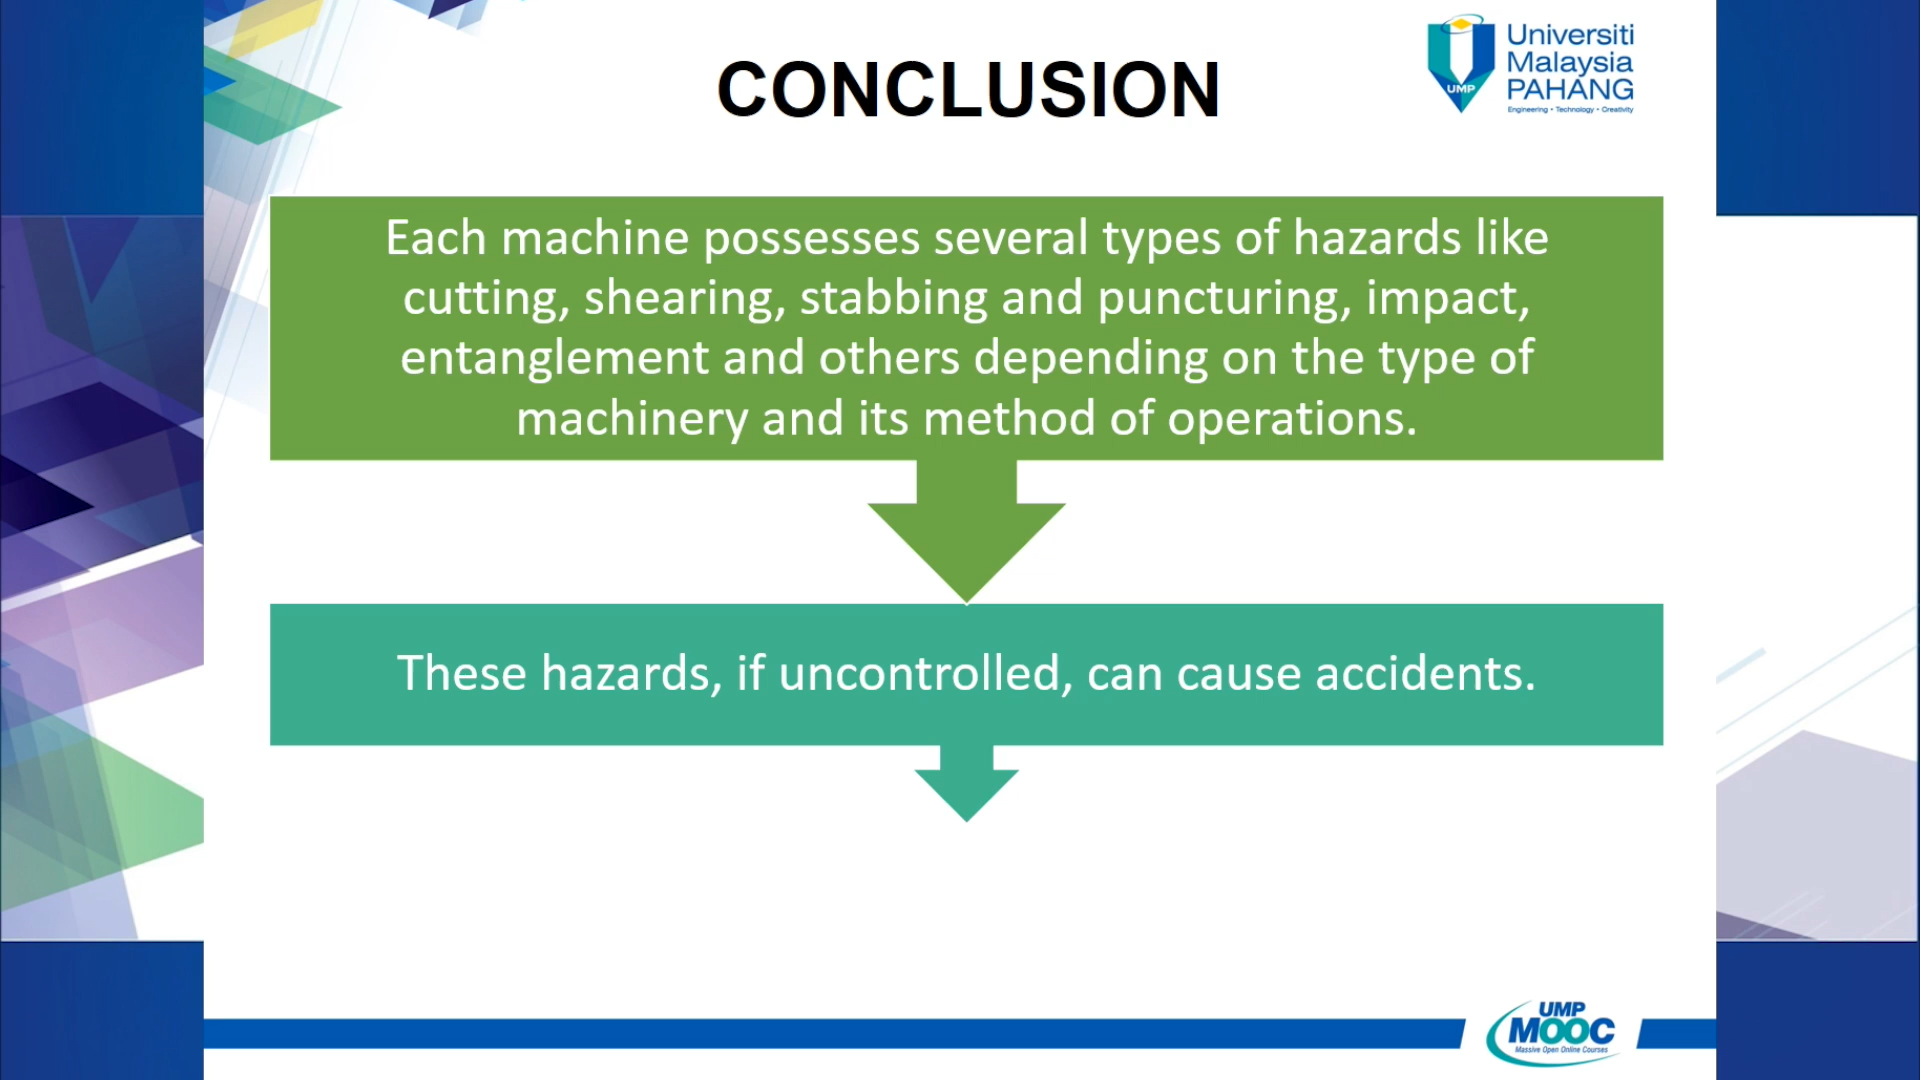 CONCLUSION
Universiti
Malaysia
PAHANG
Engineering • Technology • Creativity
UMP
Each machine possesses several types of hazards like
cutting, shearing, stabbing and puncturing, impact,
entanglement and others depending on the type of
machinery and its method of operations.
These hazards, if uncontrolled, can cause accidents.
UMP
MOOC
Massive Open Online Courses